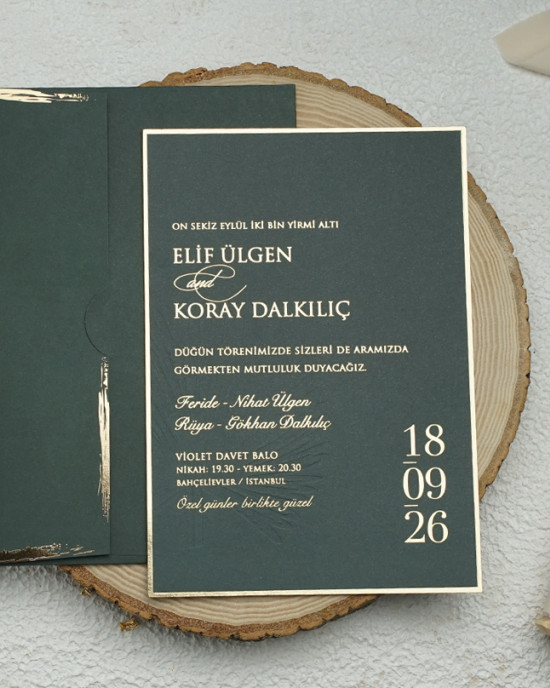 ON SEKİZ EYLÜL İKİ BİN YİRMİ ALTI
ELİF ÜLGEN
and
KORAY DALKILIÇ
DÜĞÜN TÖRENİMİZDE SİZLERİ DE ARAMIZDA
GÖRMEKTEN MUTLULUK DUYACAĞIZ.
Feride - Nihat Ülgen
Rüya - Gökhan Dalkılıç
VİOLET DAVET BALO
NİKAH: 19.30 - YEMEK: 20.30
BAHÇELİEVLER / İSTANBUL
Özel günler birlikte güzel
18
09
26